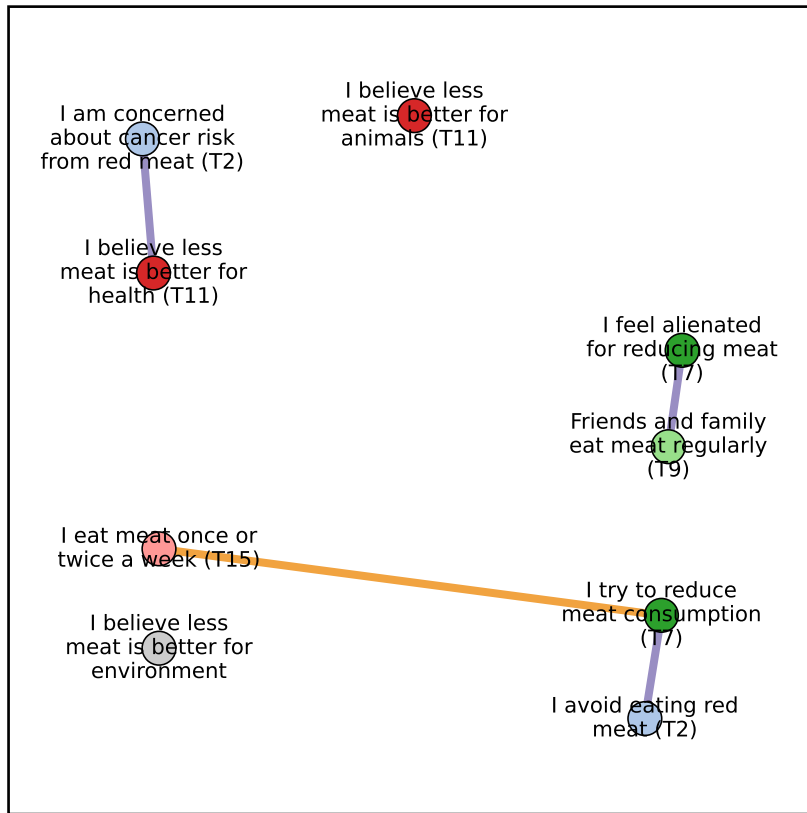 I believe less
meat is better for
animals (T11)
I am concerned
about cancer risk
from red meat (T2)
I believe less
meat is better for
health (T11)
I feel alienated
for reducing meat
(T7)
Friends and family
eat meat regularly
(T9)
I eat meat once or
twice a week (T15)
I try to reduce
meat consumption
(T7)
I believe less
meat is better for
environment
I avoid eating red
meat (T2)